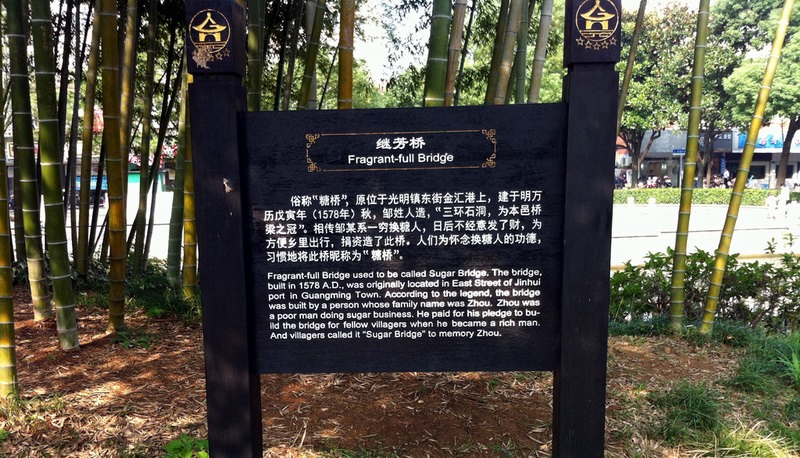 继芳桥
Fragrant-full Bridge
俗称“糖桥”，原位于光明镇东街金汇港上，建于明万
历戊寅年（1578年）秋，邹姓人造，“三环石洞，为本邑桥
梁之冠”。相传邹某系一穷换糖人，日后不经意发了财，为
方便乡里出行，捐资造了此桥。人们为怀念换糖人的功德，
习惯地将此桥昵称为“糖桥”。
Fragrant-full Bridge used to be called Sugar Bridge. The bridge,
built in 1578 A.D., was originally located in East Street of Jinhui
port in Guangming Town. According to the legend, the bridge
was built by a person whose family name was Zhou. Zhou was
a poor man doing sugar business. He paid for his pledge to bu-
ild the bridge for fellow villagers when he became a rich man.
And villagers called it "Sugar Bridge" to memory Zhou.